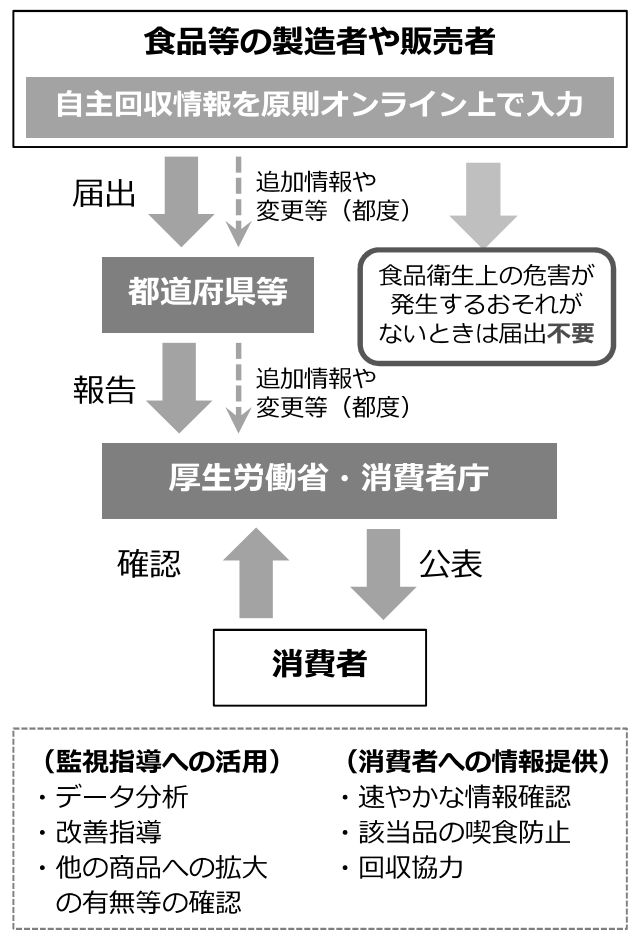 食品等の製造者や販売者
自主回収情報を原則オンライン上で入力
届出
追加情報や
変更等（都度）
食品衛生上の危害が
発生するおそれが
ないときは届出不要
都道府県等
報告
追加情報や
変更等（都度）
厚生労働省・消費者庁
確認
公表
消費者
（監視指導への活用）
・データ分析
・改善指導
・他の商品への拡大
の有無等の確認
（消費者への情報提供）
・速やかな情報確認
・該当品の喫食防止
・回収協力